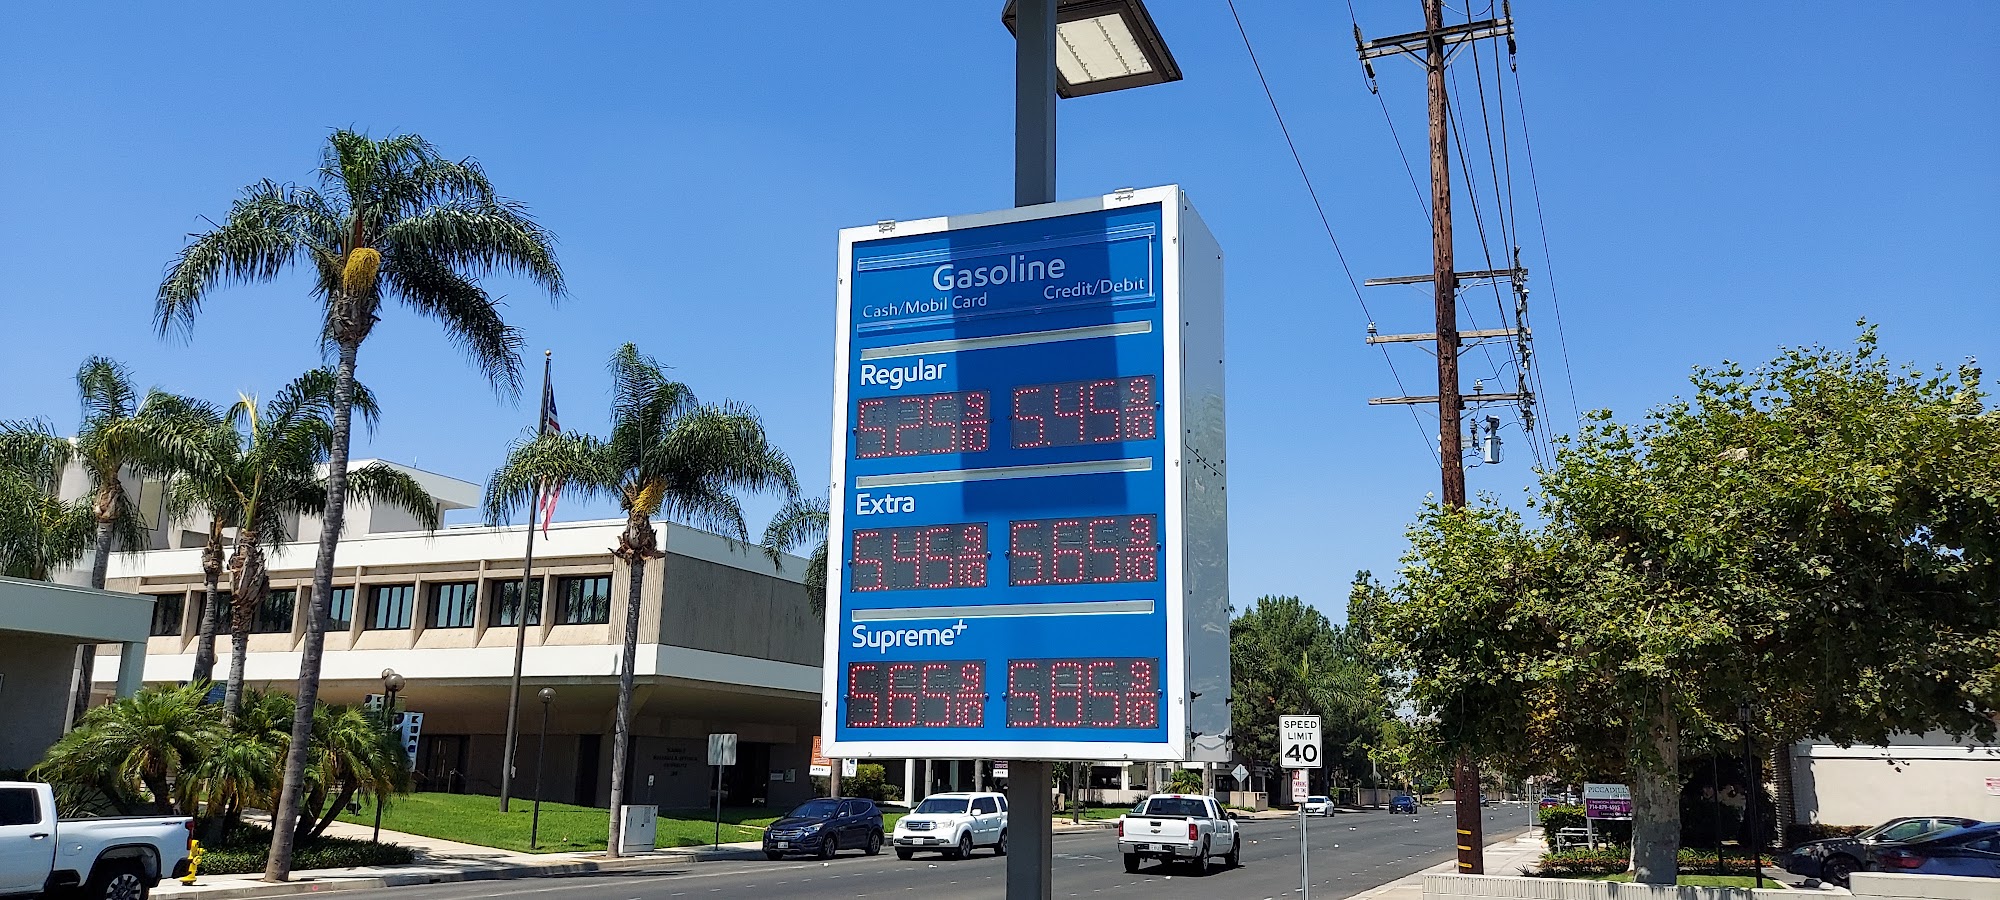 Gasoline
Cash/Mobil Card Credit/Debit
Regular
5.25 9/10 5.45 9/10
Extra
5.45 9/10 5.65 9/10
Supreme+
5.65 9/10 5.85 9/10
SPEED
LIMIT
40
PICCADILLY